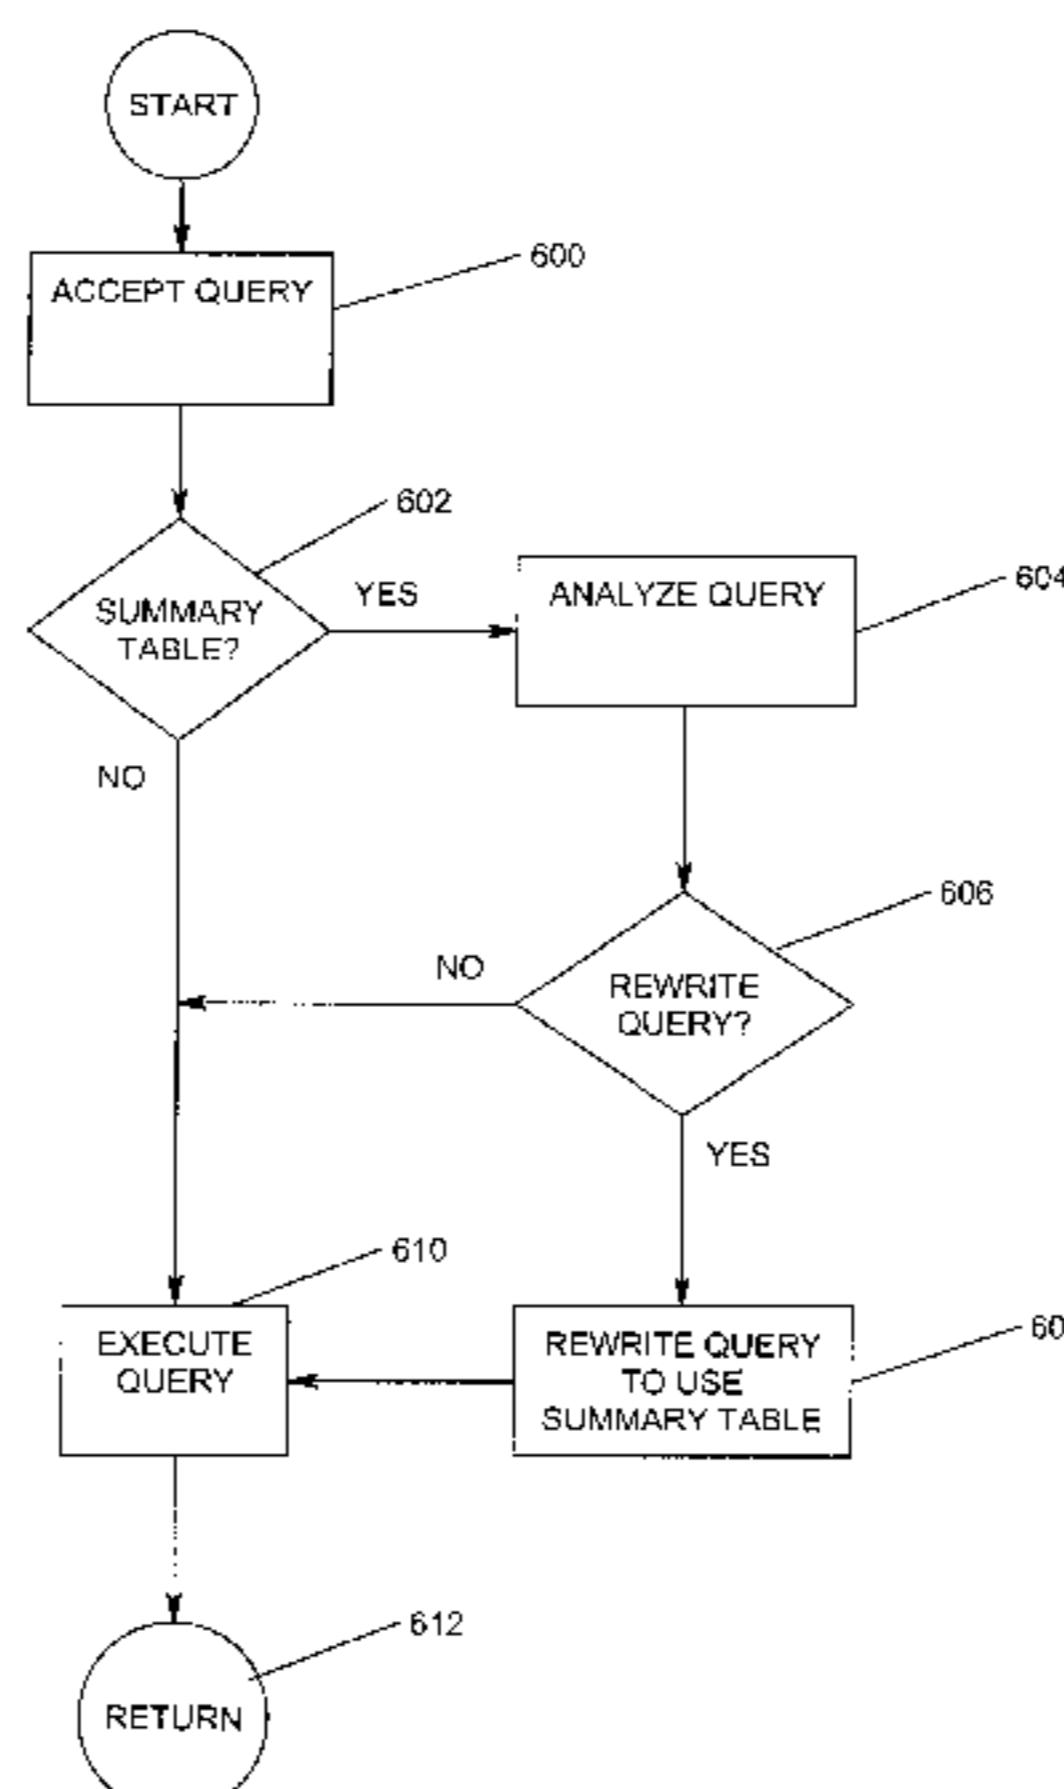 START
ACCEPT QUERY
600
602
SUMMARY
TABLE?
YES
ANALYZE QUERY
604
NO
606
REWRITE
QUERY?
NO
YES
610
EXECUTE
QUERY
REWRITE QUERY
TO USE
SUMMARY TABLE
612
RETURN